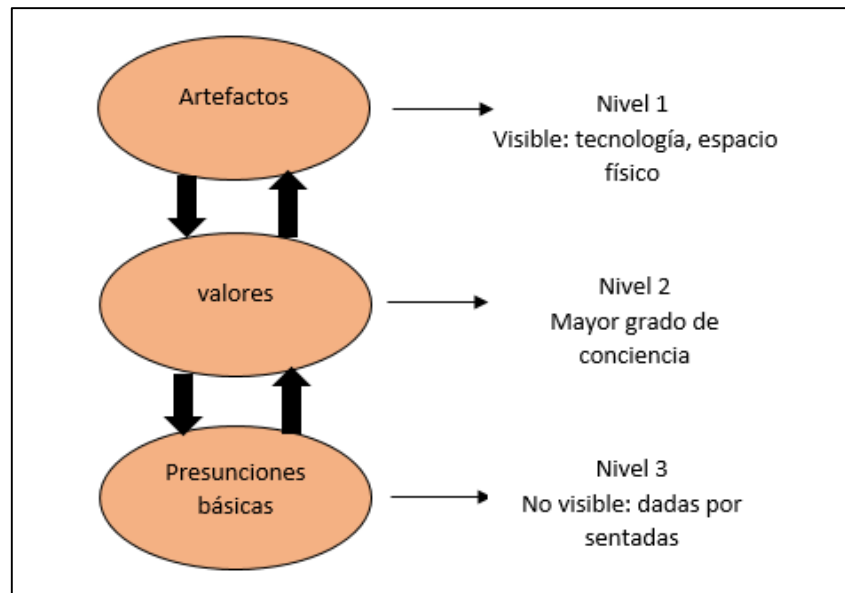 Artefactos
Nivel 1
Visible: tecnología, espacio
físico
valores
Nivel 2
Mayor grado de
conciencia
Presunciones
básicas
Nivel 3
No visible: dadas por
sentadas